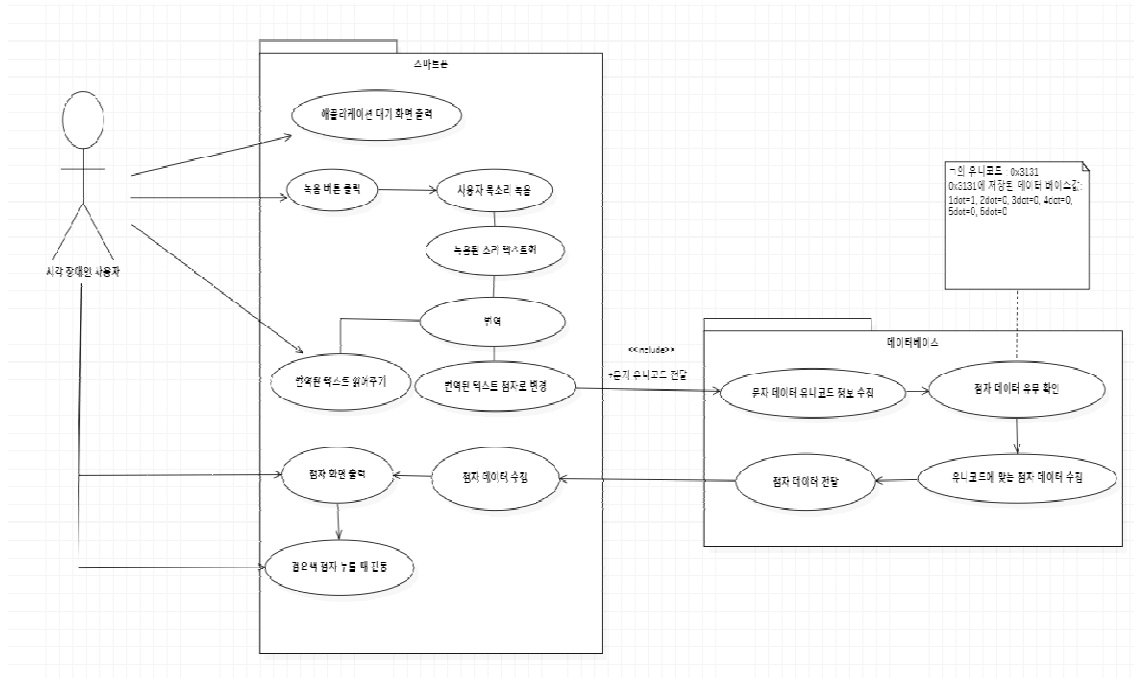 스마트폰
애플리케이션 대기 화면 출력
녹음 버튼 클릭
사용자 목소리 녹음
녹음된 소리 텍스트화
번역
번역된 텍스트 읽어주기
번역된 텍스트 점자로 변경
시각 장애인 사용자
점자 화면 출력
점자 데이터 수집
검은색 점자 누를 때 진동
<<include>>
+문자 유니코드 전달
데이터베이스
문자 데이터 유니코드 정보 수집
점자 데이터 유무 확인
점자 데이터 전달
유니코드에 맞는 점자 데이터 수집
ㄱ의 유니코드 : 0x3131
0x3131에 저장된 데이터 베이스값:
1dot=1, 2dot=0, 3dot=0, 4dot=0,
5dot=0, 6dot=0